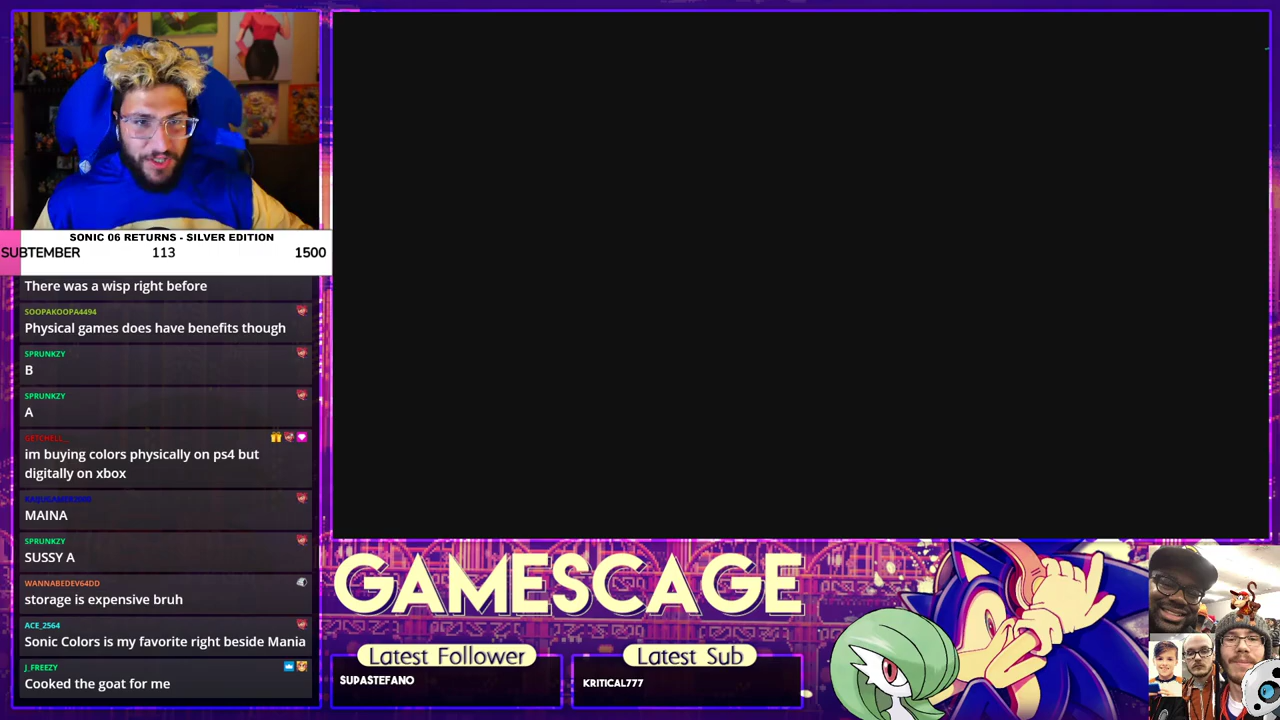 SONIC 06 RETURNS - SILVER EDITION
SUBTEMBER 113 1500
There was a wisp right before
SOOPAKOOPA4494
Physical games does have benefits though
SPRUNKZY
B
SPRUNKZY
A
GETCHELL_
im buying colors physically on ps4 but
digitally on xbox
MAINA
SPRUNKZY
SUSSY A
WANNABEDEV64DD
storage is expensive bruh
ACE_2564
Sonic Colors is my favorite right beside Mania
J_FREEZY
Cooked the goat for me
GAMESCAGE
Latest Follower
SUPASTEFANO
Latest Sub
KRITICAL777